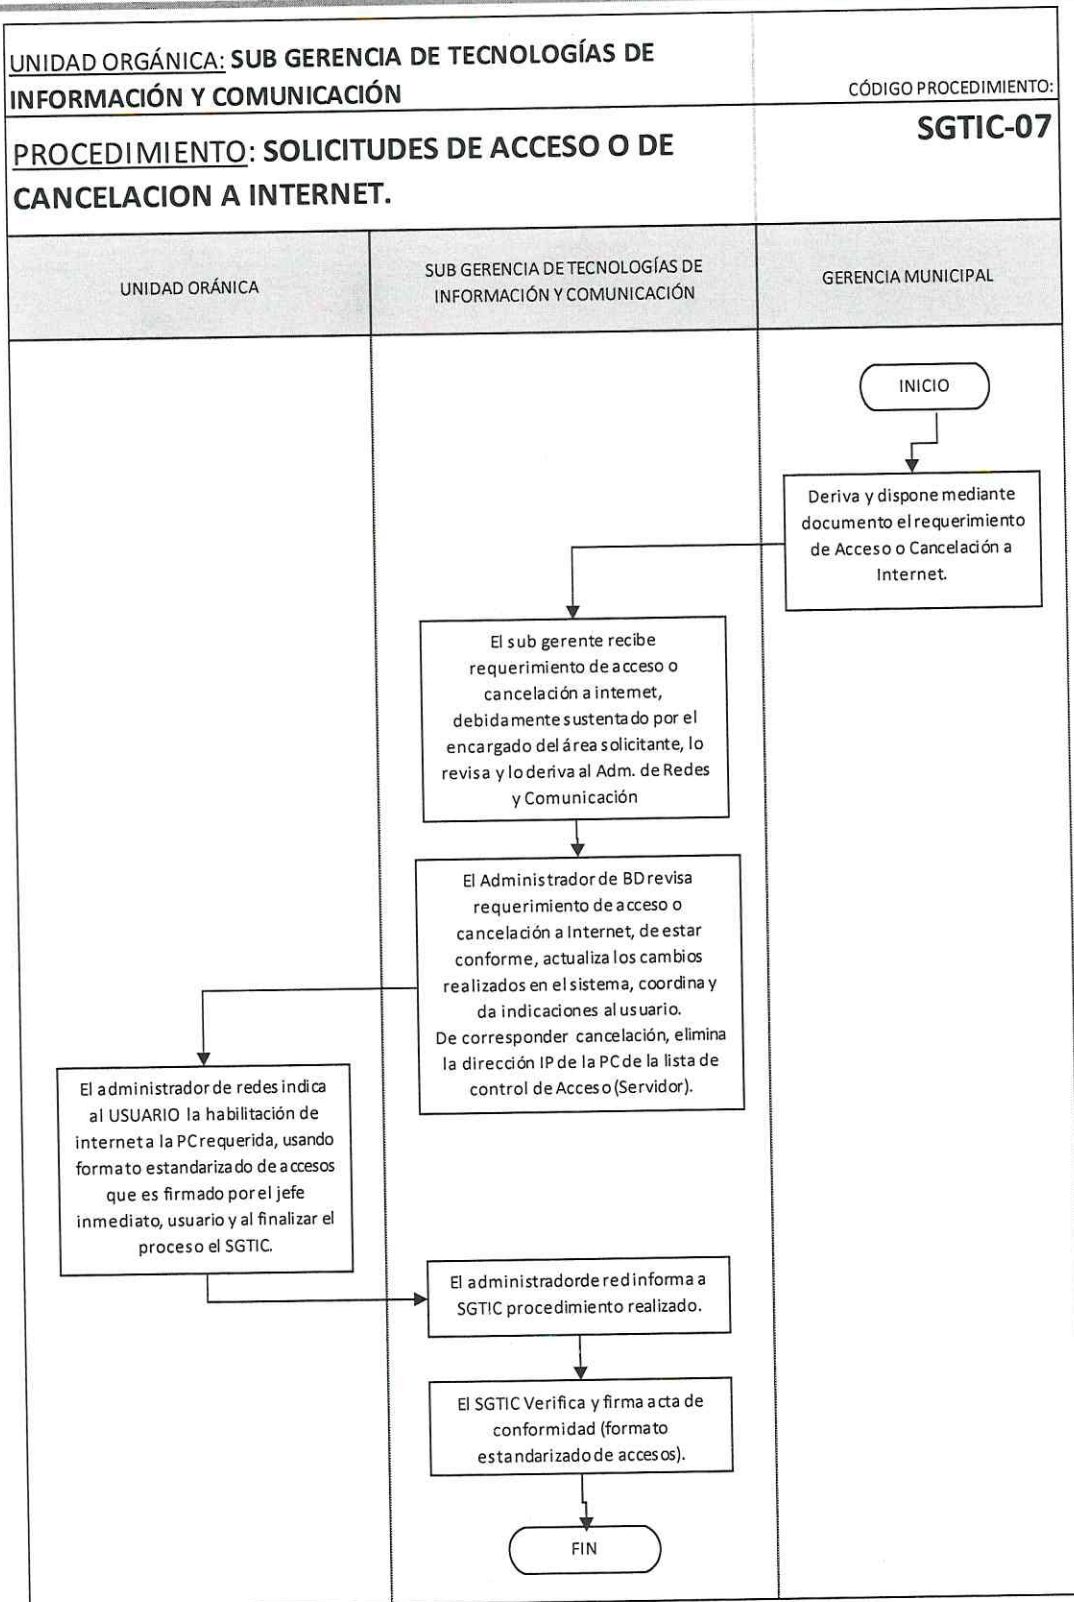 UNIDAD ORGÁNICA: SUB GERENCIA DE TECNOLOGÍAS DE
INFORMACIÓN Y COMUNICACIÓN
CÓDIGO PROCEDIMIENTO:
SGTIC-07
PROCEDIMIENTO: SOLICITUDES DE ACCESO O DE
CANCELACION A INTERNET.
UNIDAD ORÁNICA
SUB GERENCIA DE TECNOLOGÍAS DE
INFORMACIÓN Y COMUNICACIÓN
GERENCIA MUNICIPAL
INICIO
Deriva y dispone mediante
documento el requerimiento
de Acceso o Cancelación a
Internet.
El sub gerente recibe
requerimiento de acceso o
cancelación a internet,
debidamente sustentado por el
encargado del área solicitante, lo
revisa y lo deriva al Adm. de Redes
y Comunicación
El Administrador de BD revisa
requerimiento de acceso o
cancelación a Internet, de estar
conforme, actualiza los cambios
realizados en el sistema, coordina y
da indicaciones al usuario.
De corresponder cancelación, elimina
la dirección IP de la PC de la lista de
control de Acceso (Servidor).
El administrador de redes indica
al USUARIO la habilitación de
internet a la PC requerida, usando
formato estandarizado de accesos
que es firmado por el jefe
inmediato, usuario y al finalizar el
proceso el SGTIC.
El administrador de red informa a
SGTIC procedimiento realizado.
El SGTIC Verifica y firma acta de
conformidad (formato
estandarizado de accesos).
FIN